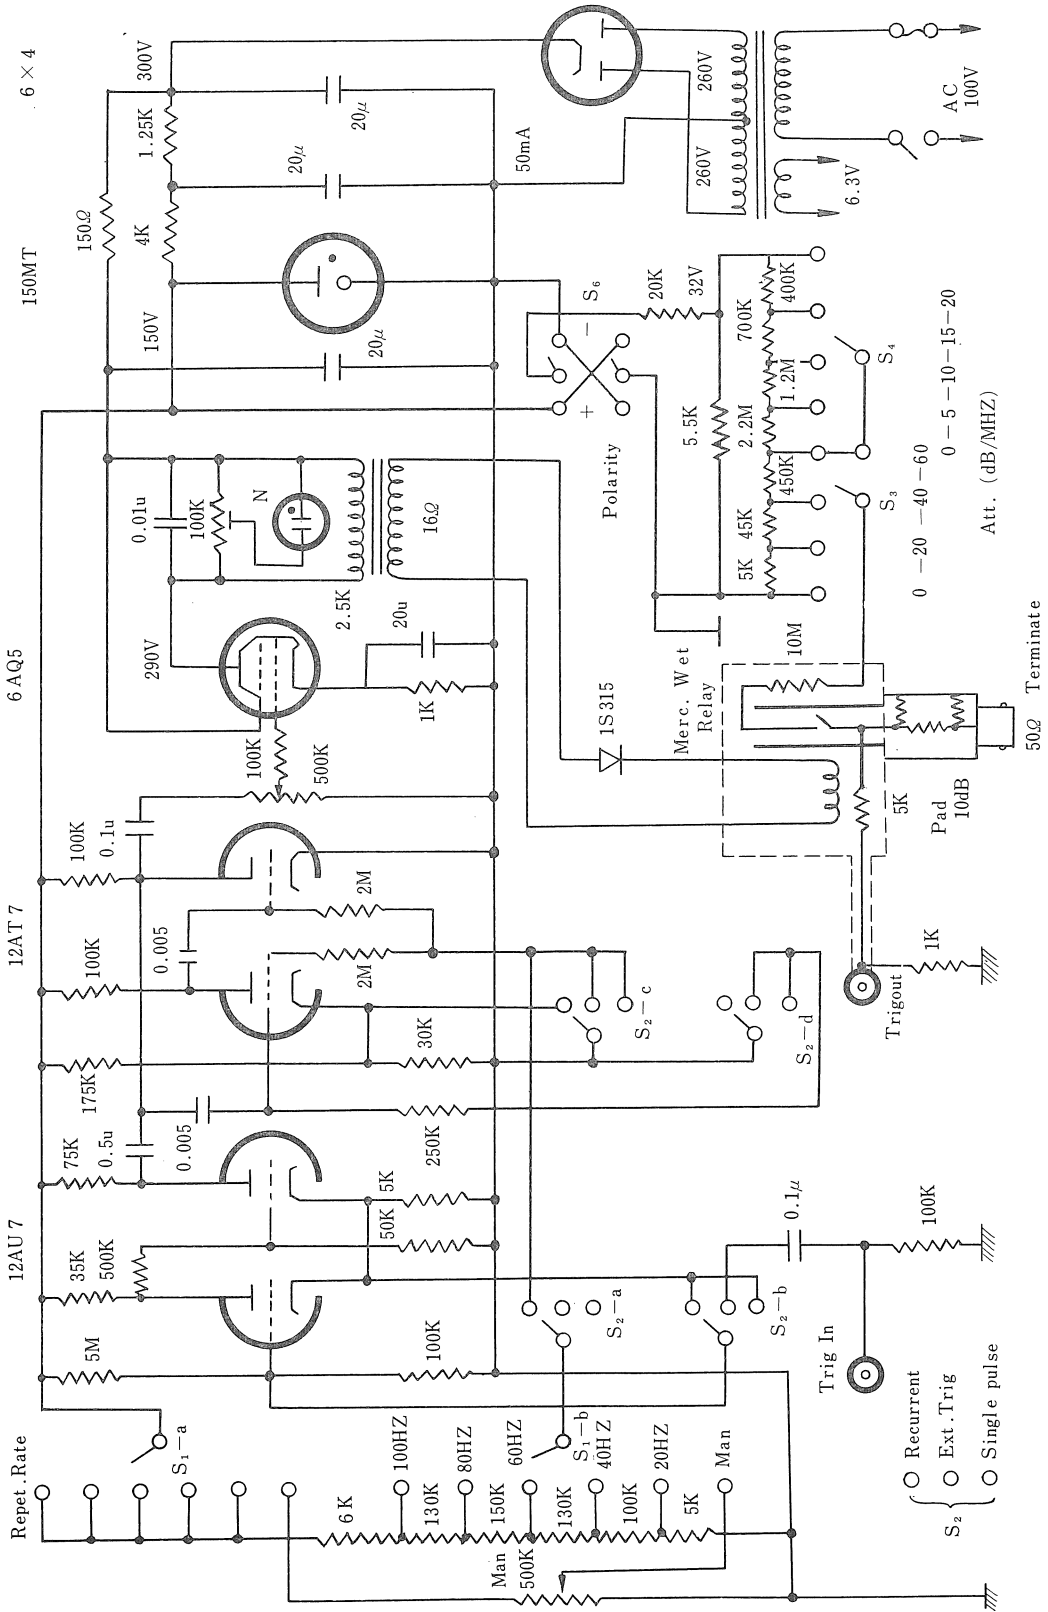 12AU7
12AT7
6AQ5
150MT
6×4
Repet.Rate
S₁—a
5M
35K
500K
75K
0.5u
0.005
175K
100K
0.005
100K
0.1u
100K
500K
290V
0.01u
100K
N
2.5K
16Ω
150V
150Ω
4K
1.25K
300V
20μ
20μ
20μ
50mA
260V
260V
6.3V
AC
100V
100K
50K
5K
250K
30K
2M
2M
1K
20u
6K
100HZ
130K
80HZ
150K
60HZ
130K
40HZ
100K
20HZ
5K
Man
Man
500K
S₁—b
S₂—a
S₂—b
S₂—c
S₂—d
0.1μ
100K
Trig In
S₂
Recurrent
Ext.Trig
Single pulse
Trigout
1K
1S315
Merc. Wet
Relay
10M
5K
Pad
10dB
50Ω
Terminate
Polarity
+
−
S₆
20K
32V
5.5K
5K
45K
450K
2.2M
1.2M
700K
400K
S₃
S₄
0—20—40—60
0—5—10—15—20
Att. (dB/MHZ)